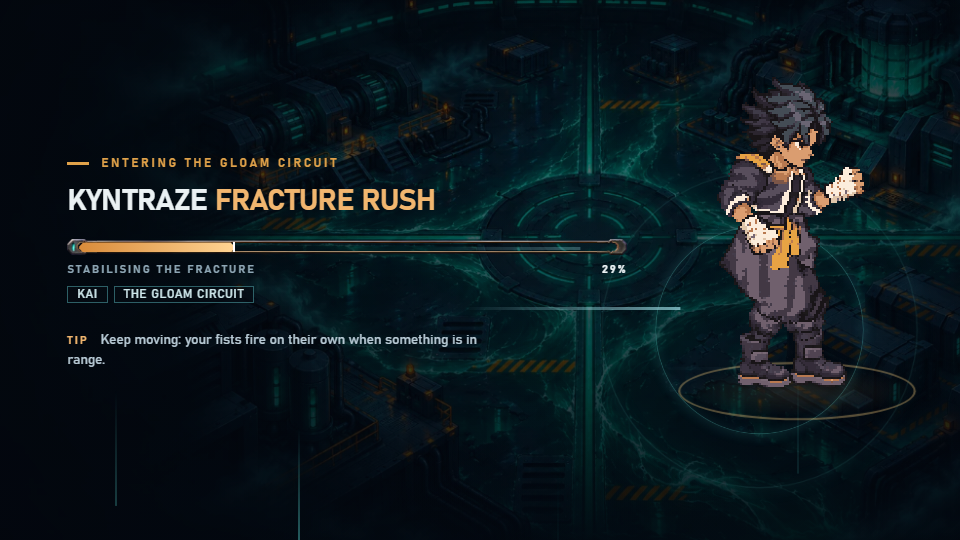 ENTERING THE GLOAM CIRCUIT
KYNTRAZE FRACTURE RUSH
STABILISING THE FRACTURE 29%
KAI THE GLOAM CIRCUIT
TIP Keep moving: your fists fire on their own when something is in
range.